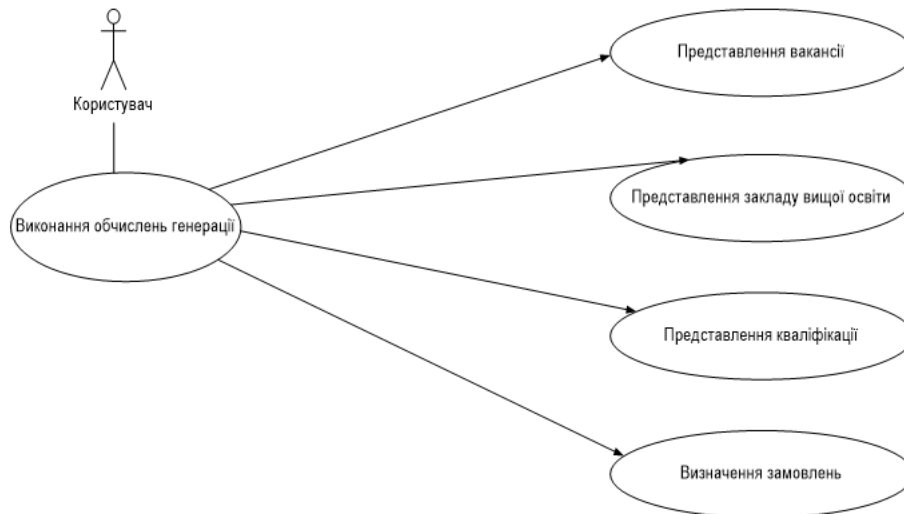 Представлення вакансії
Користувач
Представлення закладу вищої освіти
Виконання обчислень генерації
Представлення кваліфікації
Визначення замовлень